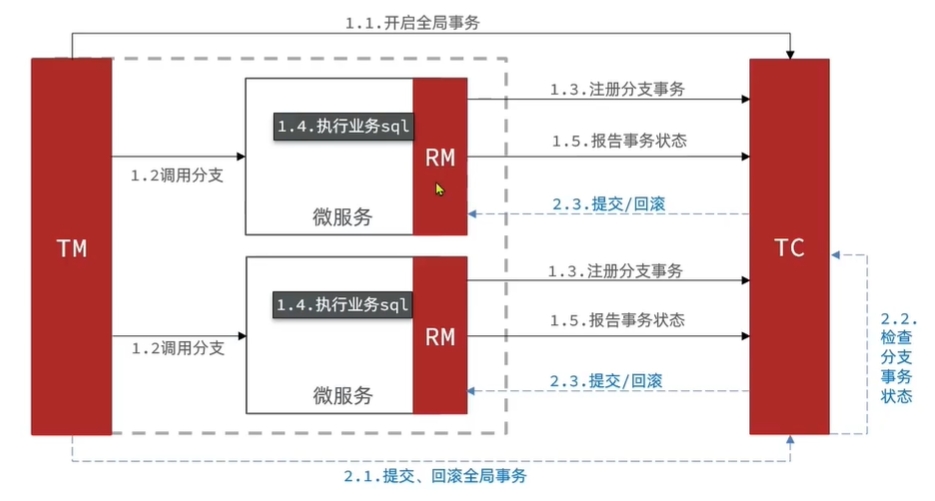 1.1.开启全局事务
TM
1.2调用分支
1.4.执行业务sql
RM
微服务
1.3.注册分支事务
1.5.报告事务状态
2.3.提交/回滚
TC
1.2调用分支
1.4.执行业务sql
RM
微服务
1.3.注册分支事务
1.5.报告事务状态
2.3.提交/回滚
2.2.
检查
分支
事务
状态
2.1.提交、回滚全局事务